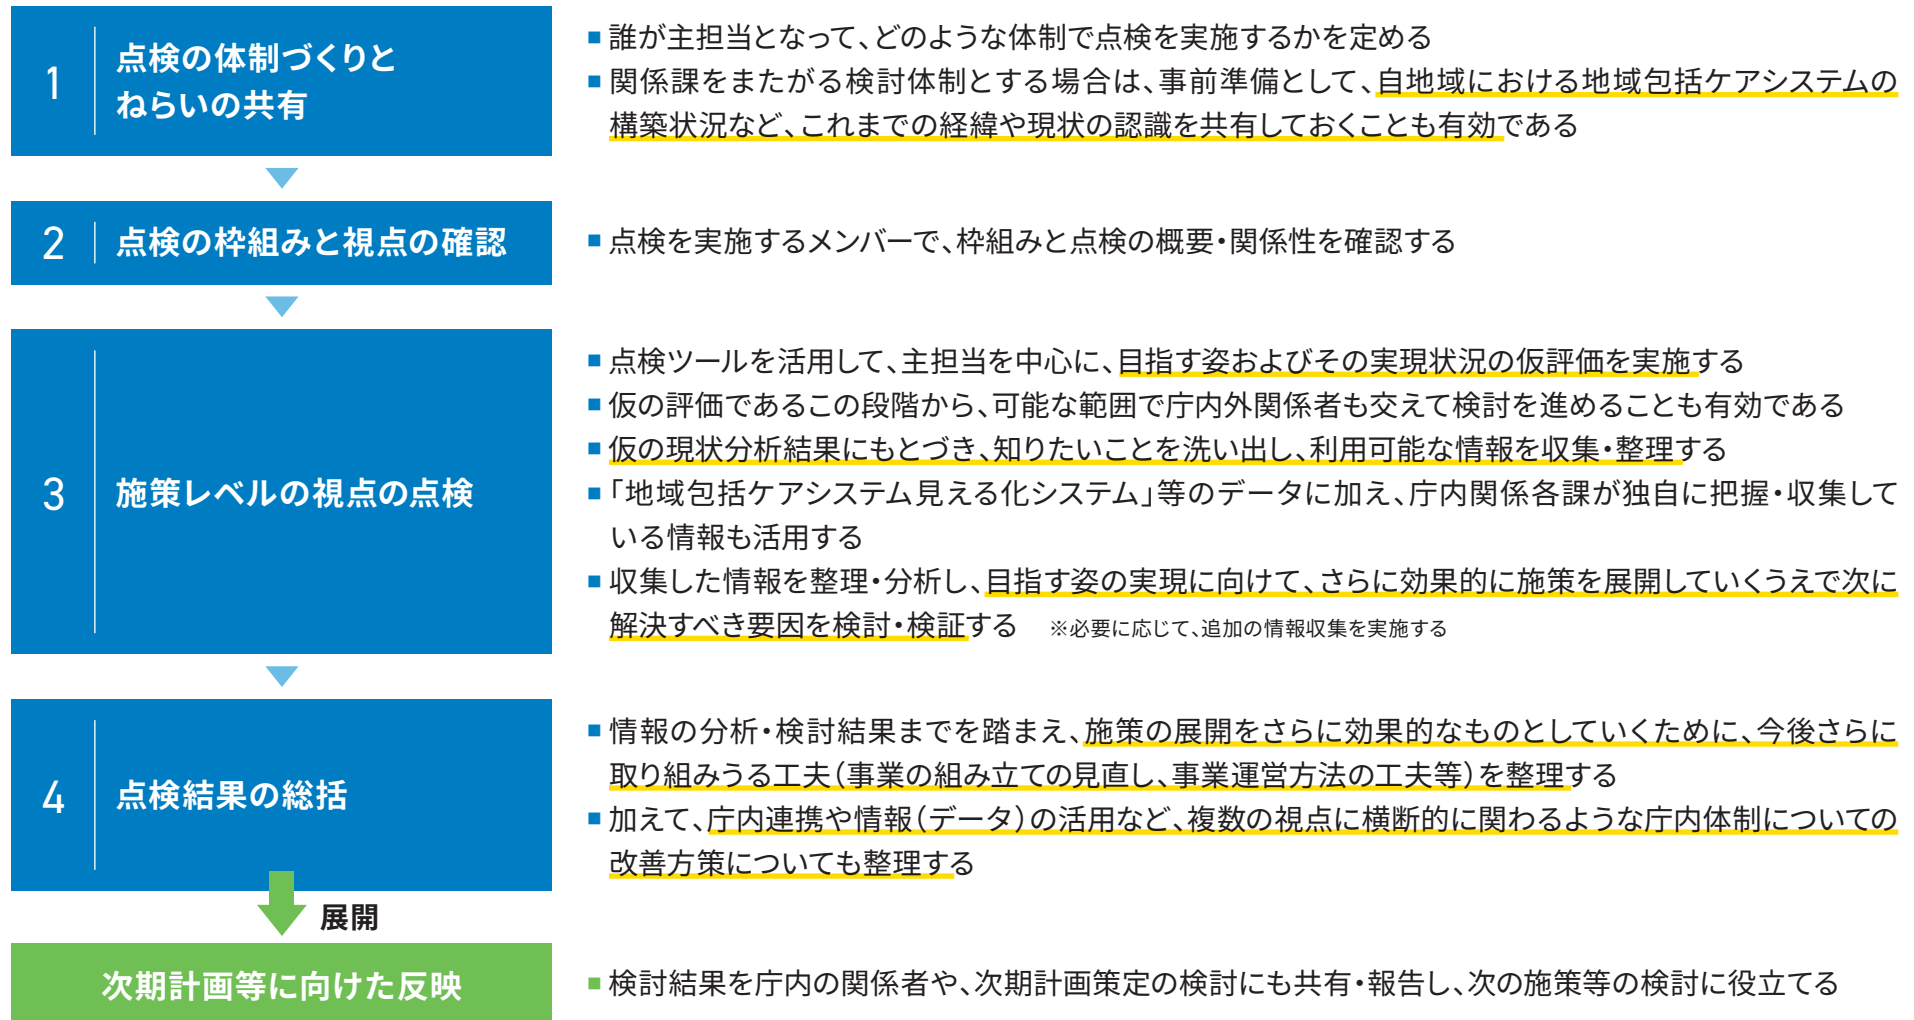 1
点検の体制づくりと
ねらいの共有
■誰が主担当となって、どのような体制で点検を実施するかを定める
■関係課をまたがる検討体制とする場合は、事前準備として、自地域における地域包括ケアシステムの
構築状況など、これまでの経緯や現状の認識を共有しておくことも有効である
2
点検の枠組みと視点の確認
■点検を実施するメンバーで、枠組みと点検の概要・関係性を確認する
3
施策レベルの視点の点検
■点検ツールを活用して、主担当を中心に、目指す姿およびその実現状況の仮評価を実施する
■仮の評価であるこの段階から、可能な範囲で庁内外関係者も交えて検討を進めることも有効である
■仮の現状分析結果にもとづき、知りたいことを洗い出し、利用可能な情報を収集・整理する
■「地域包括ケアシステム見える化システム」等のデータに加え、庁内関係各課が独自に把握・収集して
いる情報も活用する
■収集した情報を整理・分析し、目指す姿の実現に向けて、さらに効果的に施策を展開していくうえで次に
解決すべき要因を検討・検証する ※必要に応じて、追加の情報収集を実施する
4
点検結果の総括
■情報の分析・検討結果までを踏まえ、施策の展開をさらに効果的なものとしていくために、今後さらに
取り組みうる工夫（事業の組み立ての見直し、事業運営方法の工夫等）を整理する
■加えて、庁内連携や情報（データ）の活用など、複数の視点に横断的に関わるような庁内体制についての
改善方策についても整理する
展開
次期計画等に向けた反映
■検討結果を庁内の関係者や、次期計画策定の検討にも共有・報告し、次の施策等の検討に役立てる